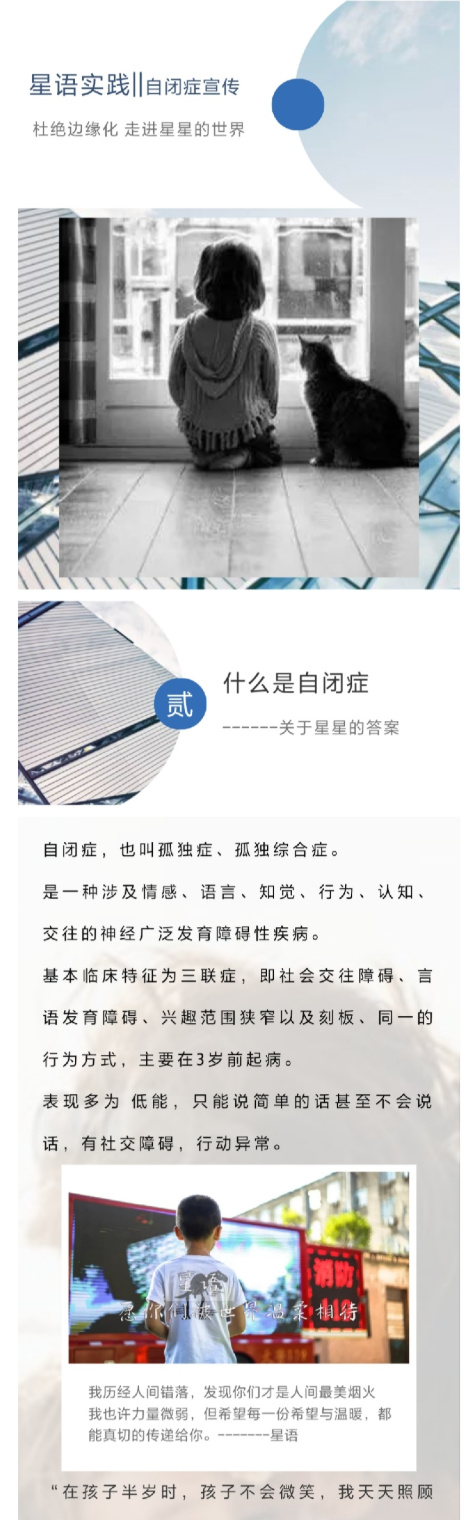 星语实践||自闭症宣传
杜绝边缘化 走进星星的世界
贰
什么是自闭症
------关于星星的答案
自闭症，也叫孤独症、孤独综合症。
是一种涉及情感、语言、知觉、行为、认知、
交往的神经广泛发育障碍性疾病。
基本临床特征为三联症，即社会交往障碍、言
语发育障碍、兴趣范围狭窄以及刻板、同一的
行为方式，主要在3岁前起病。
表现多为 低能，只能说简单的话甚至不会说
话，有社交障碍，行动异常。
星语
消防
愿你们被世界温柔相待
我历经人间错落，发现你们才是人间最美烟火
我也许力量微弱，但希望每一份希望与温暖，都
能真切的传递给你。-------星语
“在孩子半岁时，孩子不会微笑，我天天照顾